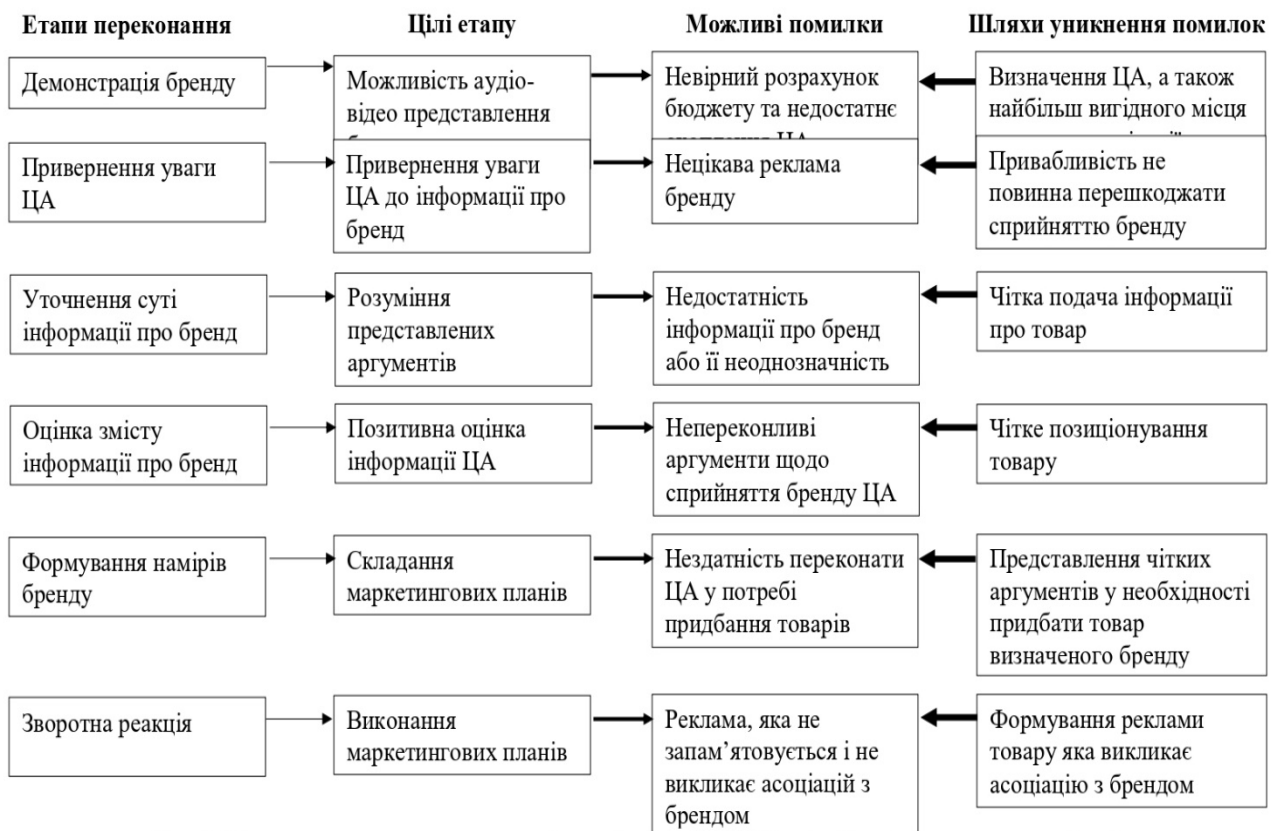 Етапи переконання
Цілі етапу
Можливі помилки
Шляхи уникнення помилок
Демонстрація бренду
Можливість аудіо-
відео представлення
Невірний розрахунок
бюджету та недостатнє
ЦА
Визначення ЦА, а також
найбільш вигідного місця
Привернення уваги
ЦА
Привернення уваги
ЦА до інформації про
бренд
Нецікава реклама
бренду
Привабливість не
повинна перешкоджати
сприйняттю бренду
Уточнення суті
інформації про бренд
Розуміння
представлених
аргументів
Недостатність
інформації про бренд
або її неоднозначність
Чітка подача інформації
про товар
Оцінка змісту
інформації про бренд
Позитивна оцінка
інформації ЦА
Непереконливі
аргументи щодо
сприйняття бренду ЦА
Чітке позиціонування
товару
Формування намірів
бренду
Складання
маркетингових планів
Нездатність переконати
ЦА у потребі
придбання товарів
Представлення чітких
аргументів у необхідності
придбати товар
визначеного бренду
Зворотна реакція
Виконання
маркетингових планів
Реклама, яка не
запам’ятовується і не
викликає асоціацій з
брендом
Формування реклами
товару яка викликає
асоціацію з брендом